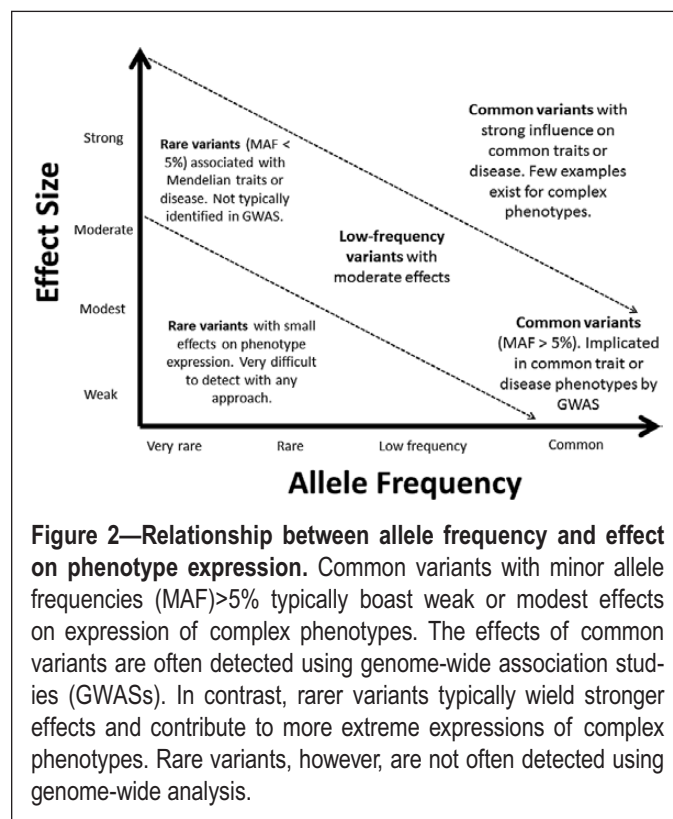 Effect Size
Strong
Moderate
Modest
Weak
Rare variants (MAF <
5%) associated with
Mendelian traits or
disease. Not typically
identified in GWAS.
Common variants with
strong influence on
common traits or
disease. Few examples
exist for complex
phenotypes.
Low-frequency
variants with
moderate effects
Rare variants with small
effects on phenotype
expression. Very difficult
to detect with any
approach.
Common variants
(MAF > 5%). Implicated
in common trait or
disease phenotypes by
GWAS
Very rare
Rare
Low frequency
Common
Allele Frequency
Figure 2—Relationship between allele frequency and effect
on phenotype expression. Common variants with minor allele
frequencies (MAF)>5% typically boast weak or modest effects
on expression of complex phenotypes. The effects of common
variants are often detected using genome-wide association stud-
ies (GWASs). In contrast, rarer variants typically wield stronger
effects and contribute to more extreme expressions of complex
phenotypes. Rare variants, however, are not often detected using
genome-wide analysis.